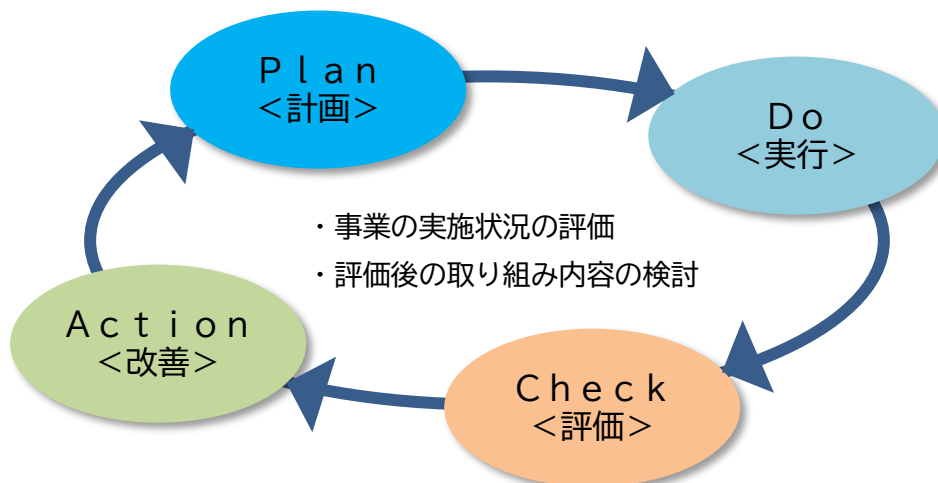 Ｐｌａｎ
＜計画＞
Ｄｏ
＜実行＞
・事業の実施状況の評価
・評価後の取り組み内容の検討
Ａｃｔｉｏｎ
＜改善＞
Ｃｈｅｃｋ
＜評価＞